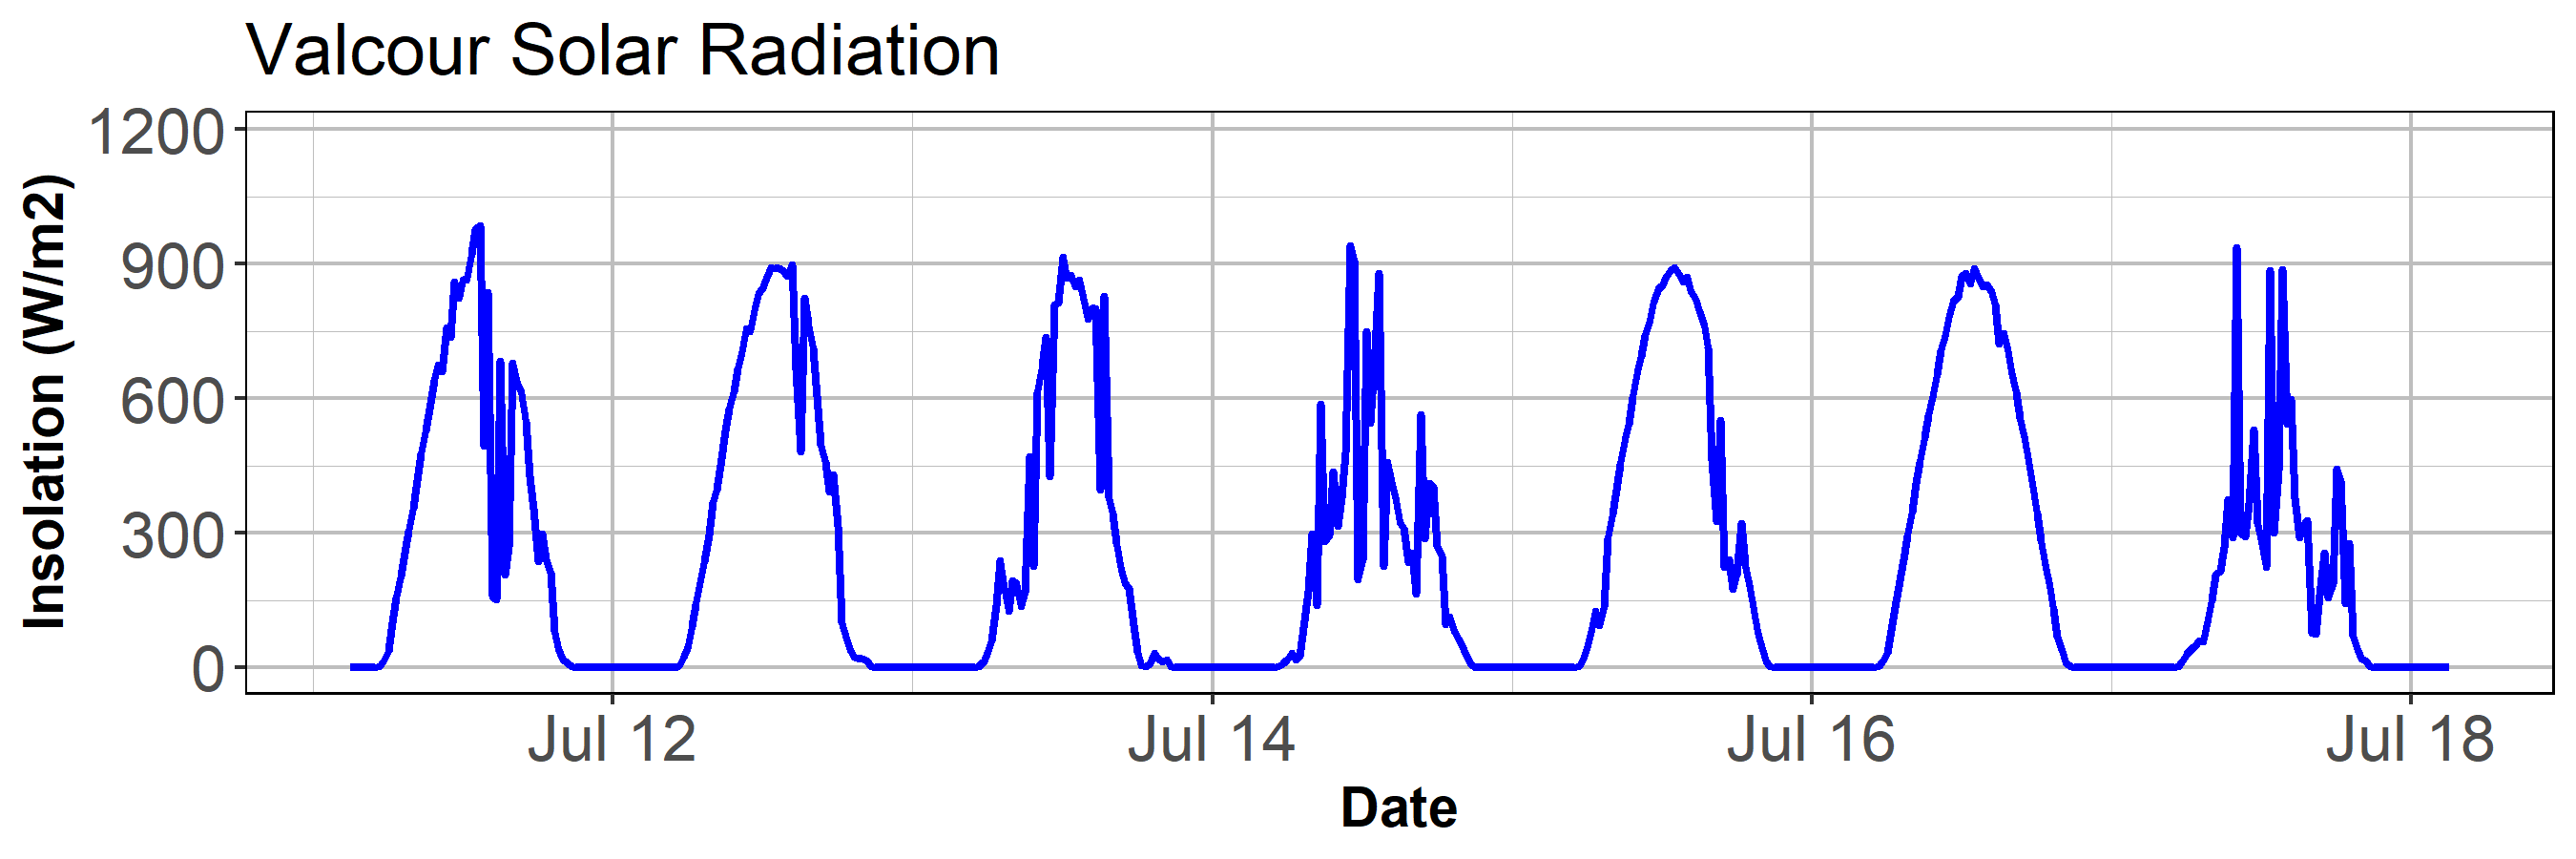 Valcour Solar Radiation
1200
900
600
300
0
Insolation (W/m2)
Jul 12
Jul 14
Jul 16
Jul 18
Date